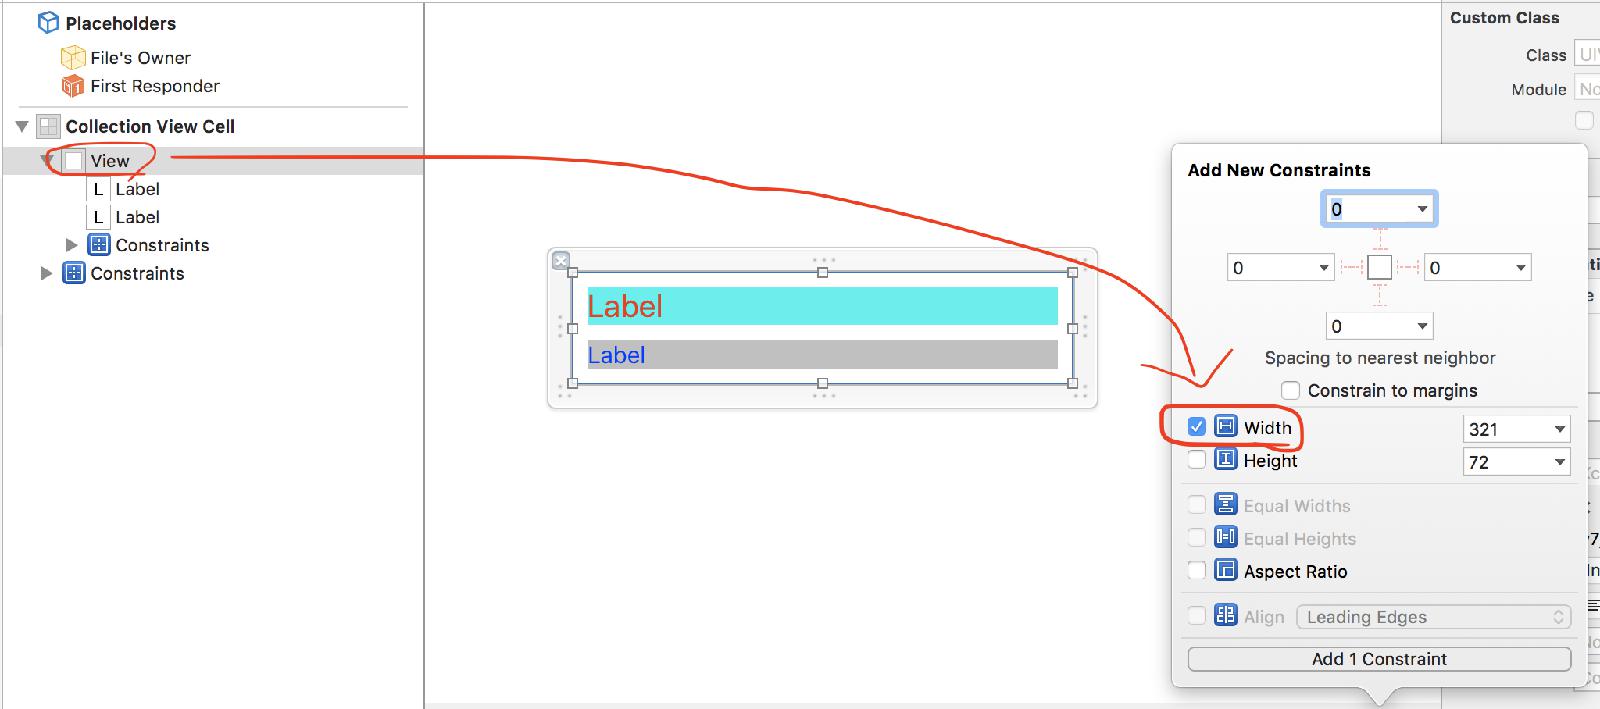 Placeholders
File's Owner
First Responder
Collection View Cell
View
L Label
L Label
Constraints
Constraints
Label
Label
Custom Class
Class
Module
Add New Constraints
0
0 0
0
Spacing to nearest neighbor
Constrain to margins
Width 321
Height 72
Equal Widths
Equal Heights
Aspect Ratio
Align Leading Edges
Add 1 Constraint